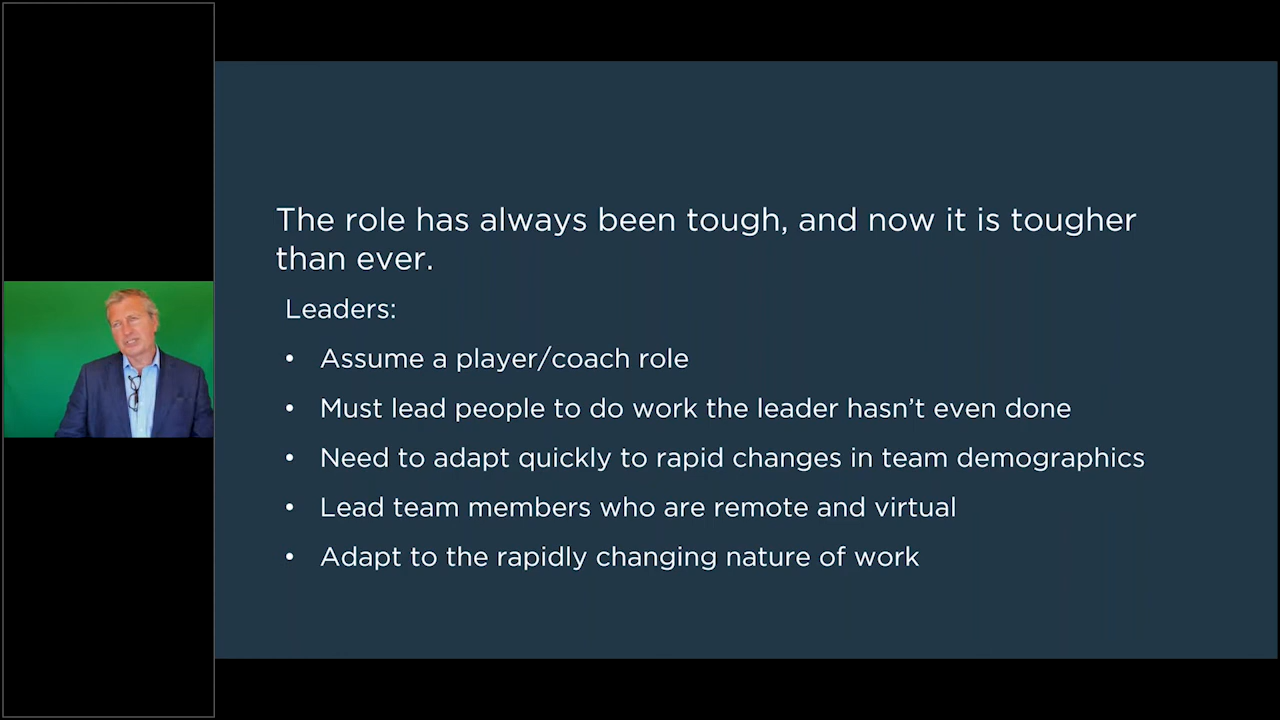 The role has always been tough, and now it is tougher
than ever.
Leaders:
• Assume a player/coach role
• Must lead people to do work the leader hasn’t even done
• Need to adapt quickly to rapid changes in team demographics
• Lead team members who are remote and virtual
• Adapt to the rapidly changing nature of work